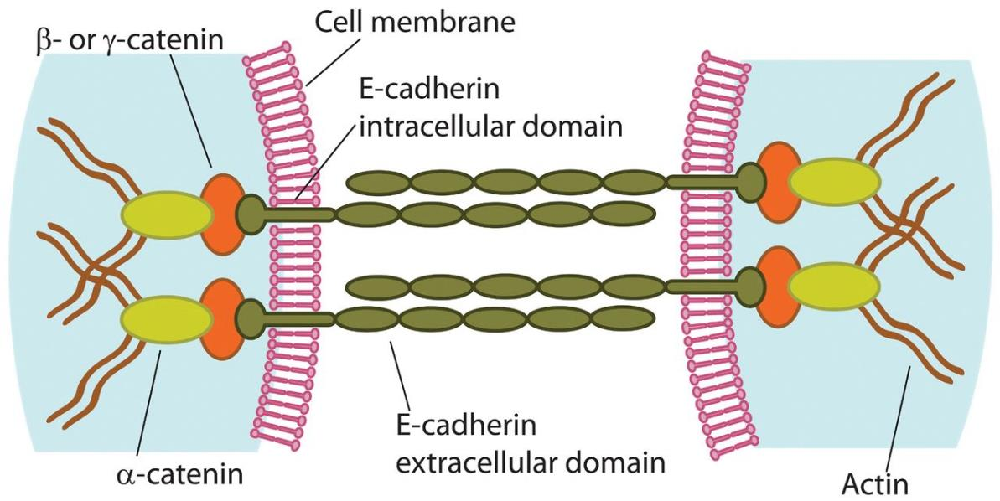 β- or γ-catenin
Cell membrane
E-cadherin
intracellular domain
E-cadherin
extracellular domain
α-catenin
Actin